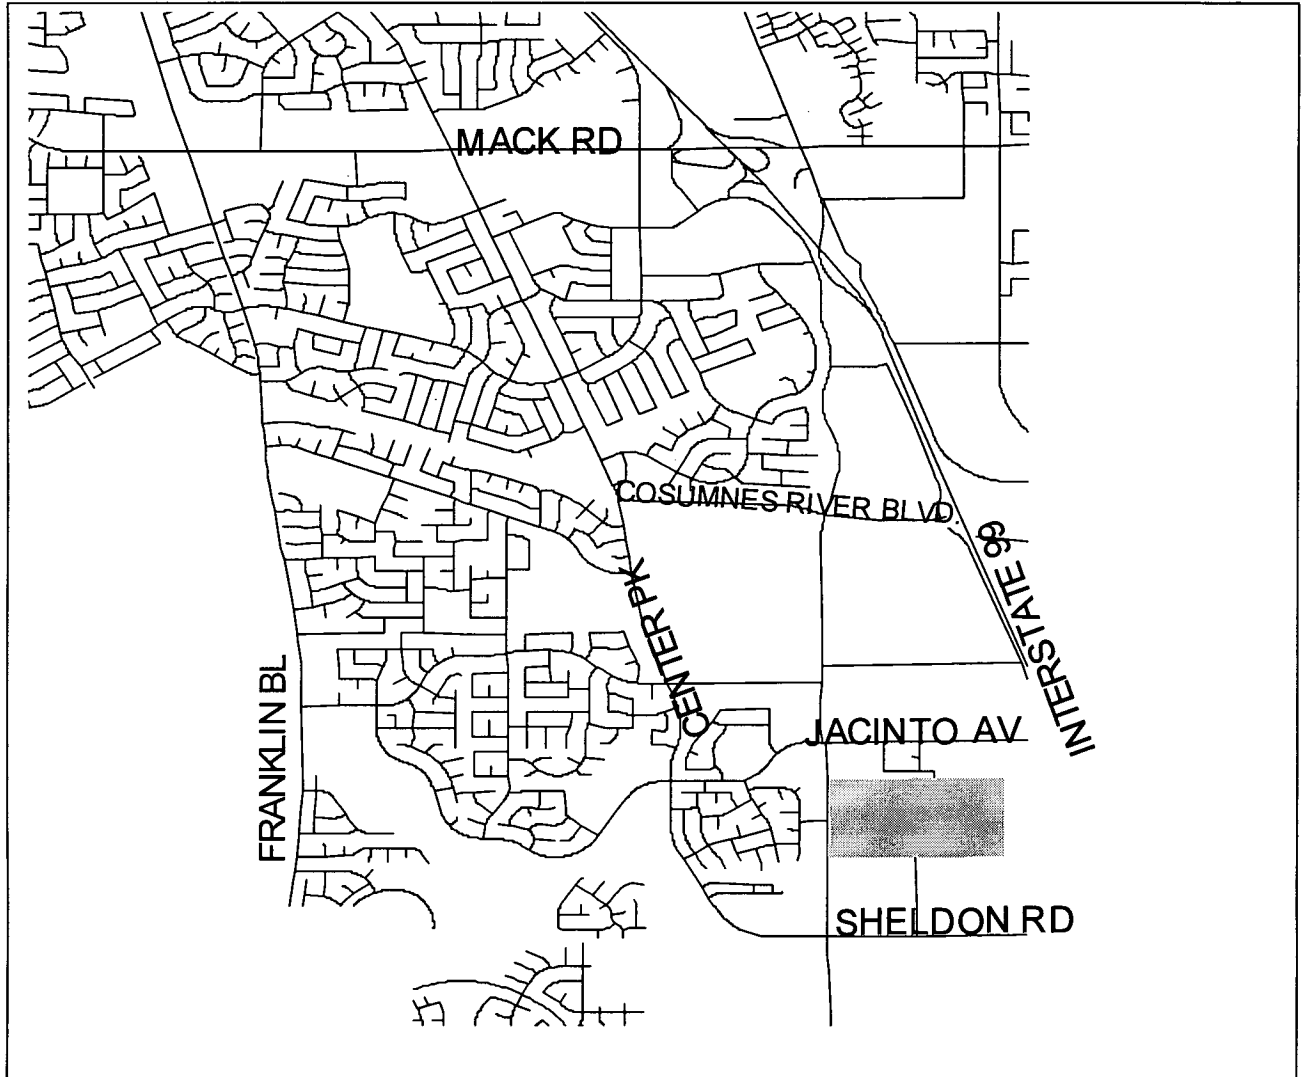 MACK RD
COSUMNES RIVER BLVD.
INTERSTATE 99
CENTER PK
FRANKLIN BL
JACINTO AV
SHELDON RD